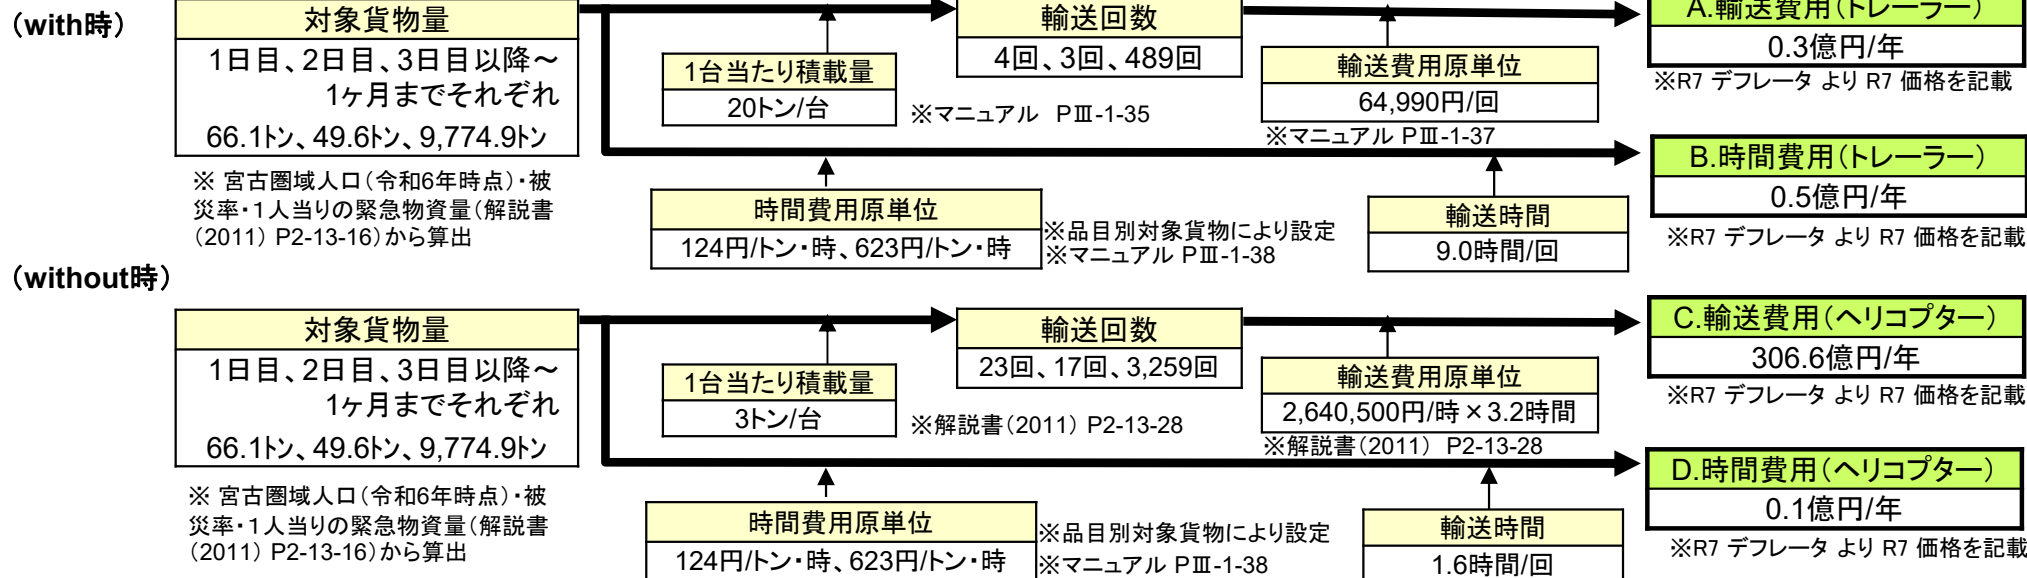 (with時)
対象貨物量
1日目、2日目、3日目以降～
1ヶ月までそれぞれ
66.1トン、49.6トン、9,774.9トン
※ 宮古圏域人口(令和6年時点)・被
災率・1人当りの緊急物資量(解説書
(2011) P2-13-16)から算出
1台当たり積載量
20トン/台
※マニュアル PⅢ-1-35
輸送回数
4回、3回、489回
輸送費用原単位
64,990円/回
※マニュアル PⅢ-1-37
A.輸送費用(トレーラー)
0.3億円/年
※R7 デフレータ より R7 価格を記載
時間費用原単位
124円/トン・時、623円/トン・時
※品目別対象貨物により設定
※マニュアル PⅢ-1-38
輸送時間
9.0時間/回
B.時間費用(トレーラー)
0.5億円/年
※R7 デフレータ より R7 価格を記載
(without時)
対象貨物量
1日目、2日目、3日目以降～
1ヶ月までそれぞれ
66.1トン、49.6トン、9,774.9トン
※ 宮古圏域人口(令和6年時点)・被
災率・1人当りの緊急物資量(解説書
(2011) P2-13-16)から算出
1台当たり積載量
3トン/台
※解説書(2011) P2-13-28
輸送回数
23回、17回、3,259回
輸送費用原単位
2,640,500円/時×3.2時間
※解説書(2011) P2-13-28
C.輸送費用(ヘリコプター)
306.6億円/年
※R7 デフレータ より R7 価格を記載
時間費用原単位
124円/トン・時、623円/トン・時
※品目別対象貨物により設定
※マニュアル PⅢ-1-38
輸送時間
1.6時間/回
D.時間費用(ヘリコプター)
0.1億円/年
※R7 デフレータ より R7 価格を記載